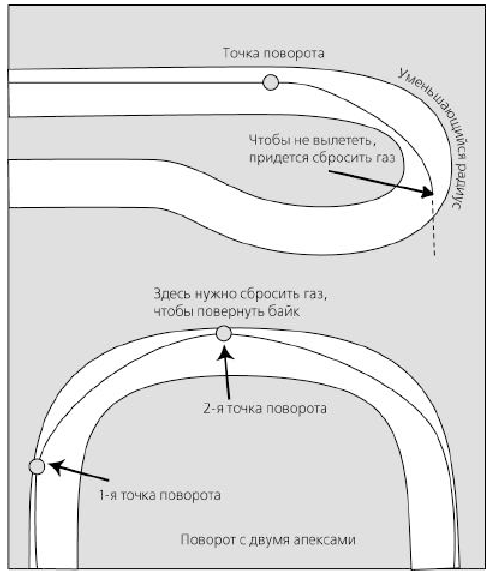 Точка поворота
Уменьшающийся радиус
Чтобы не вылететь,
придется сбросить газ
Здесь нужно сбросить газ,
чтобы повернуть байк
2-я точка поворота
1-я точка поворота
Поворот с двумя апексами